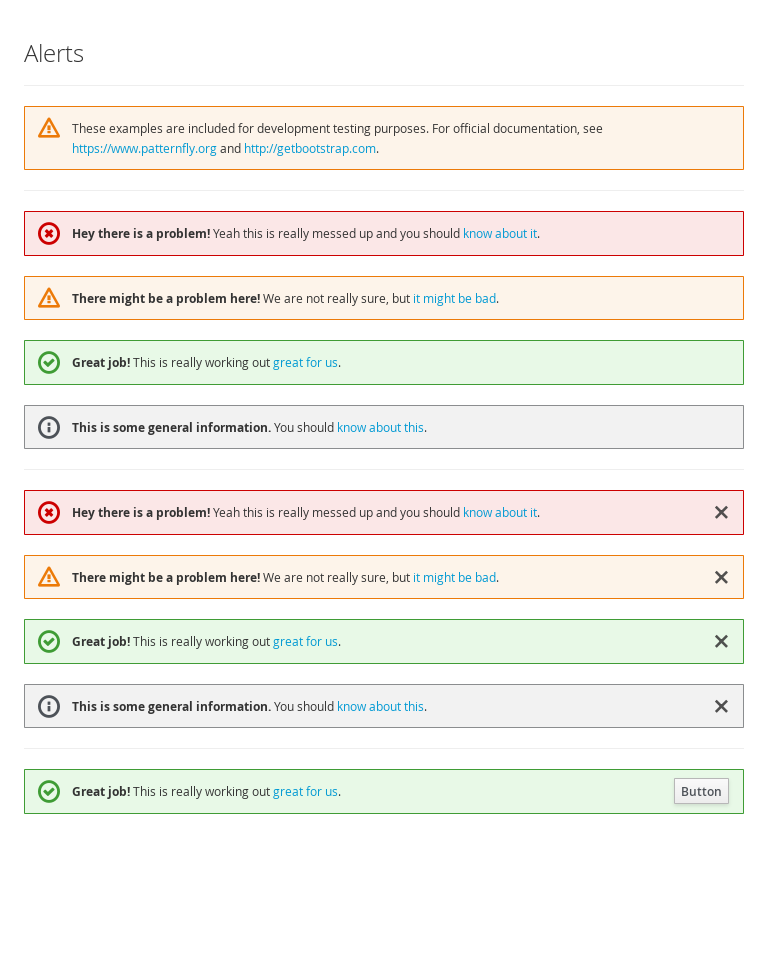 Alerts
These examples are included for development testing purposes. For official documentation, see
https://www.patternfly.org and http://getbootstrap.com.
Hey there is a problem! Yeah this is really messed up and you should know about it.
There might be a problem here! We are not really sure, but it might be bad.
Great job! This is really working out great for us.
This is some general information. You should know about this.
Hey there is a problem! Yeah this is really messed up and you should know about it.
There might be a problem here! We are not really sure, but it might be bad.
Great job! This is really working out great for us.
This is some general information. You should know about this.
Great job! This is really working out great for us. Button